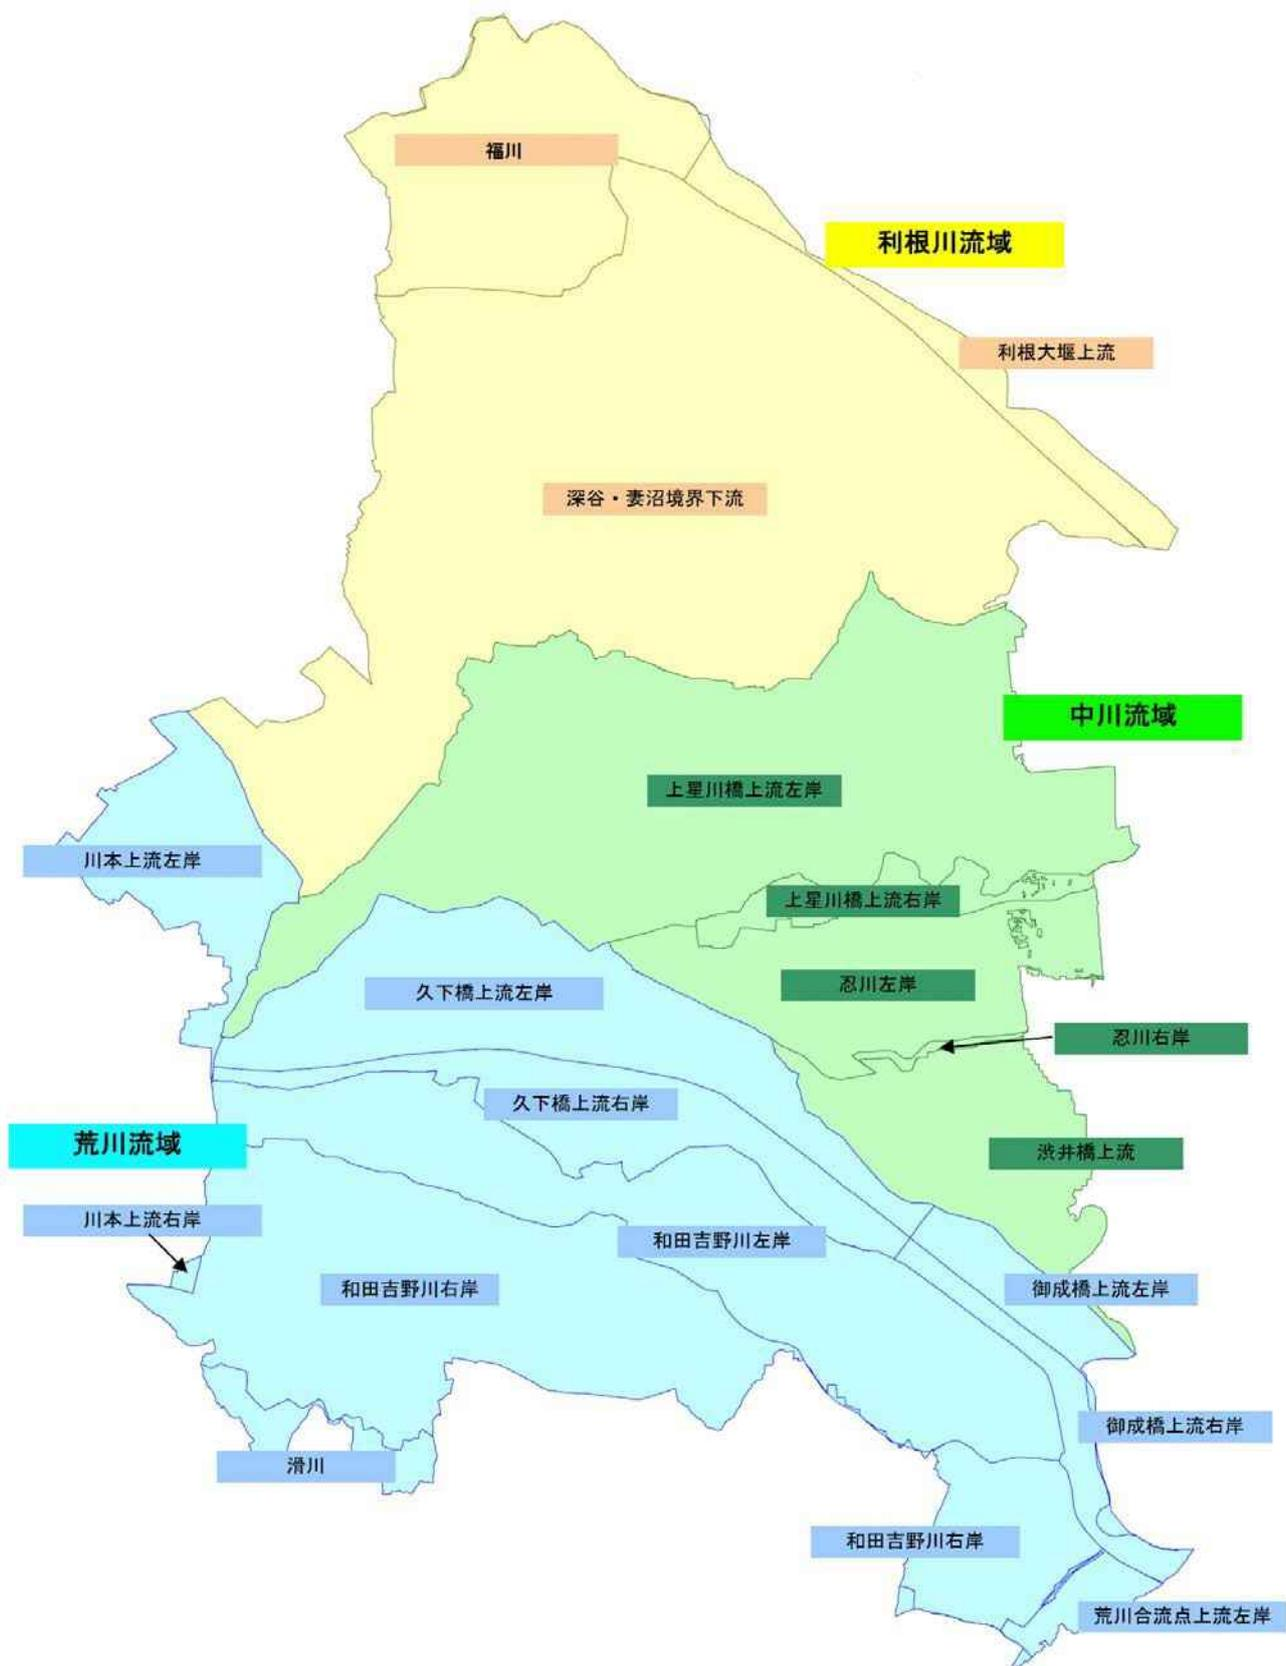 福川
利根川流域
利根大堰上流
深谷・妻沼境界下流
中川流域
上星川橋上流左岸
川本上流左岸
上星川橋上流右岸
忍川左岸
久下橋上流左岸
忍川右岸
久下橋上流右岸
荒川流域
渋井橋上流
川本上流右岸
和田吉野川左岸
和田吉野川右岸
御成橋上流左岸
御成橋上流右岸
滑川
和田吉野川右岸
荒川合流点上流左岸